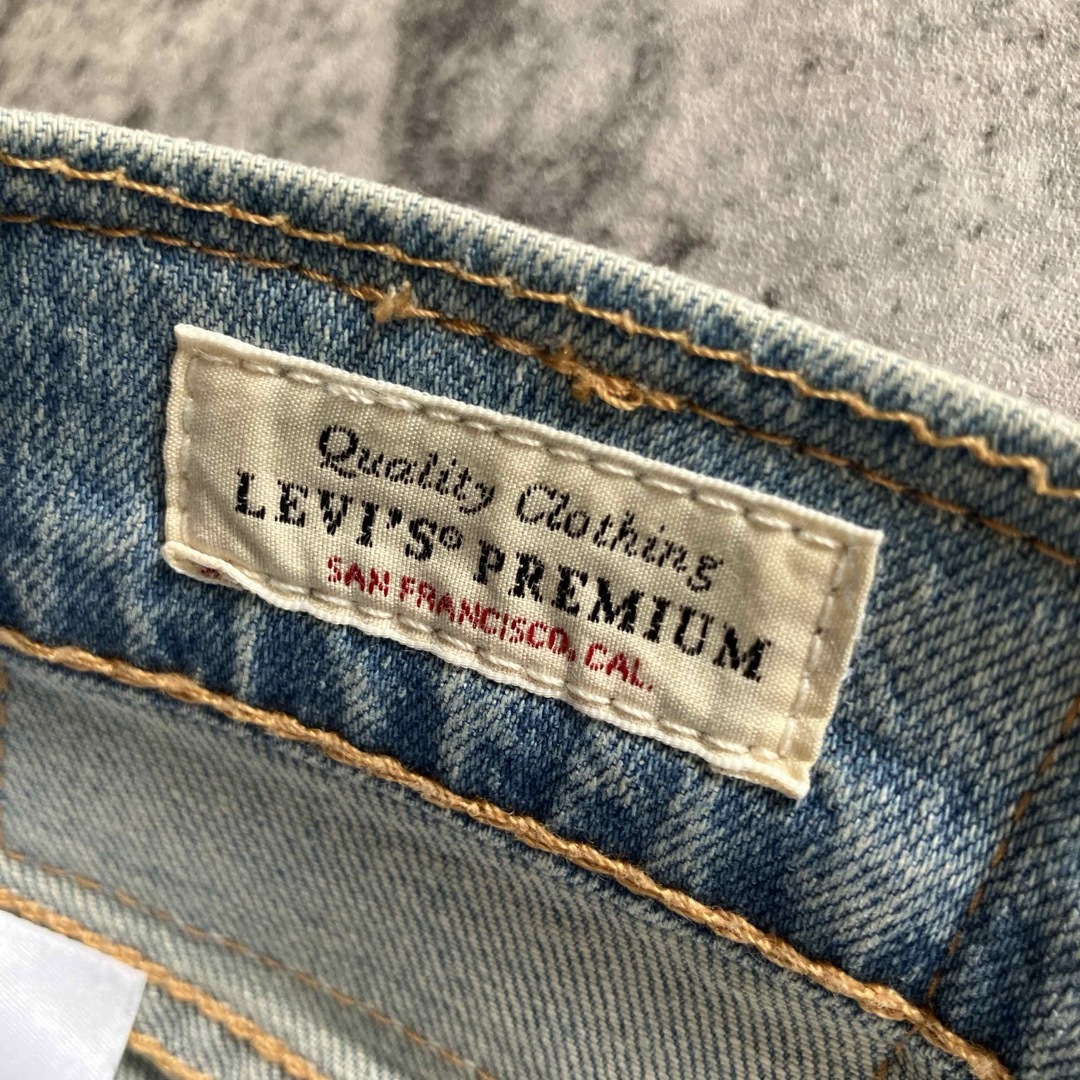 Quality Clothing
LEVI'S® PREMIUM
SAN FRANCISCO, CAL.